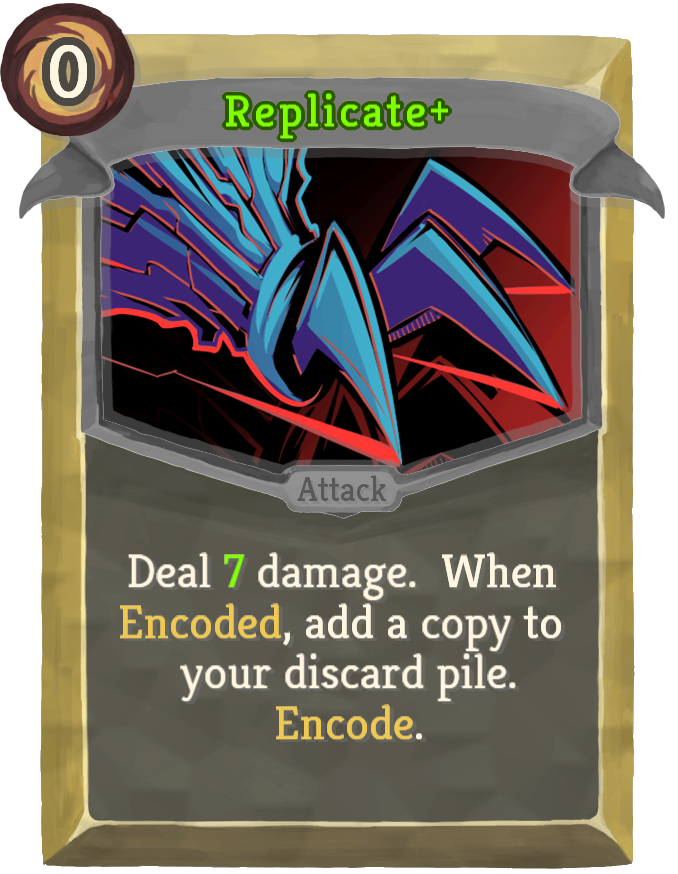 0
Replicate+
Attack
Deal 7 damage. When
Encoded, add a copy to
your discard pile.
Encode.